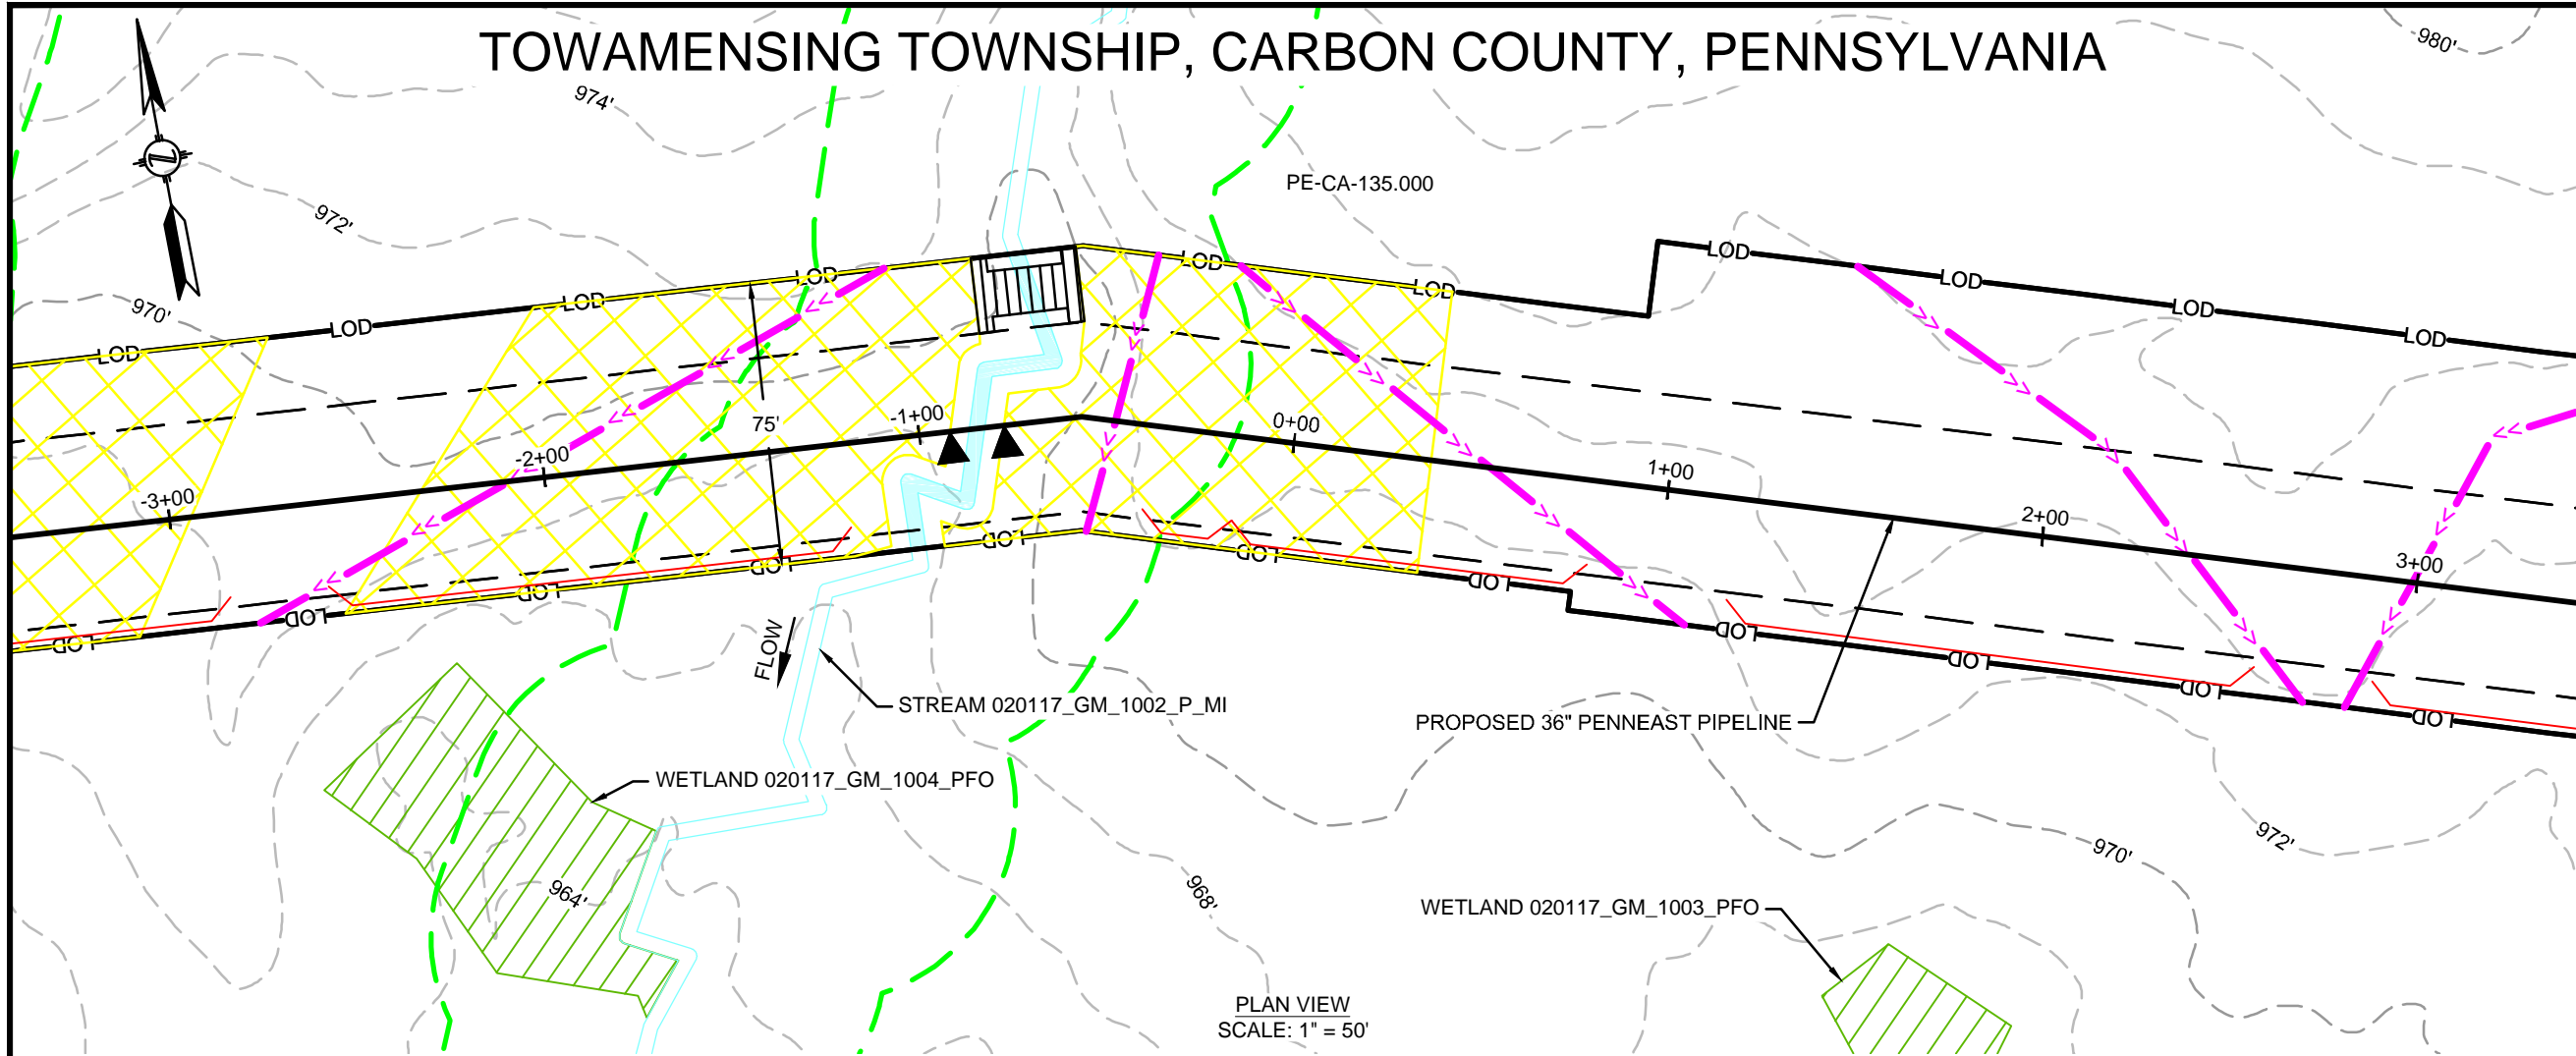 TOWAMENSING TOWNSHIP, CARBON COUNTY, PENNSYLVANIA
980'
974'
PE-CA-135.000
972'
970'
LOD
LOD
LOD
LOD
LOD
LOD
LOD
LOD
LOD
LOD
75'
-3+00
-2+00
-1+00
0+00
1+00
2+00
3+00
LOD
LOD
LOD
LOD
LOD
LOD
LOD
LOD
LOD
LOD
LOD
FLOW
STREAM 020117_GM_1002_P_MI
PROPOSED 36" PENNEAST PIPELINE
WETLAND 020117_GM_1004_PFO
964'
968'
970'
972'
WETLAND 020117_GM_1003_PFO
PLAN VIEW
SCALE: 1" = 50'